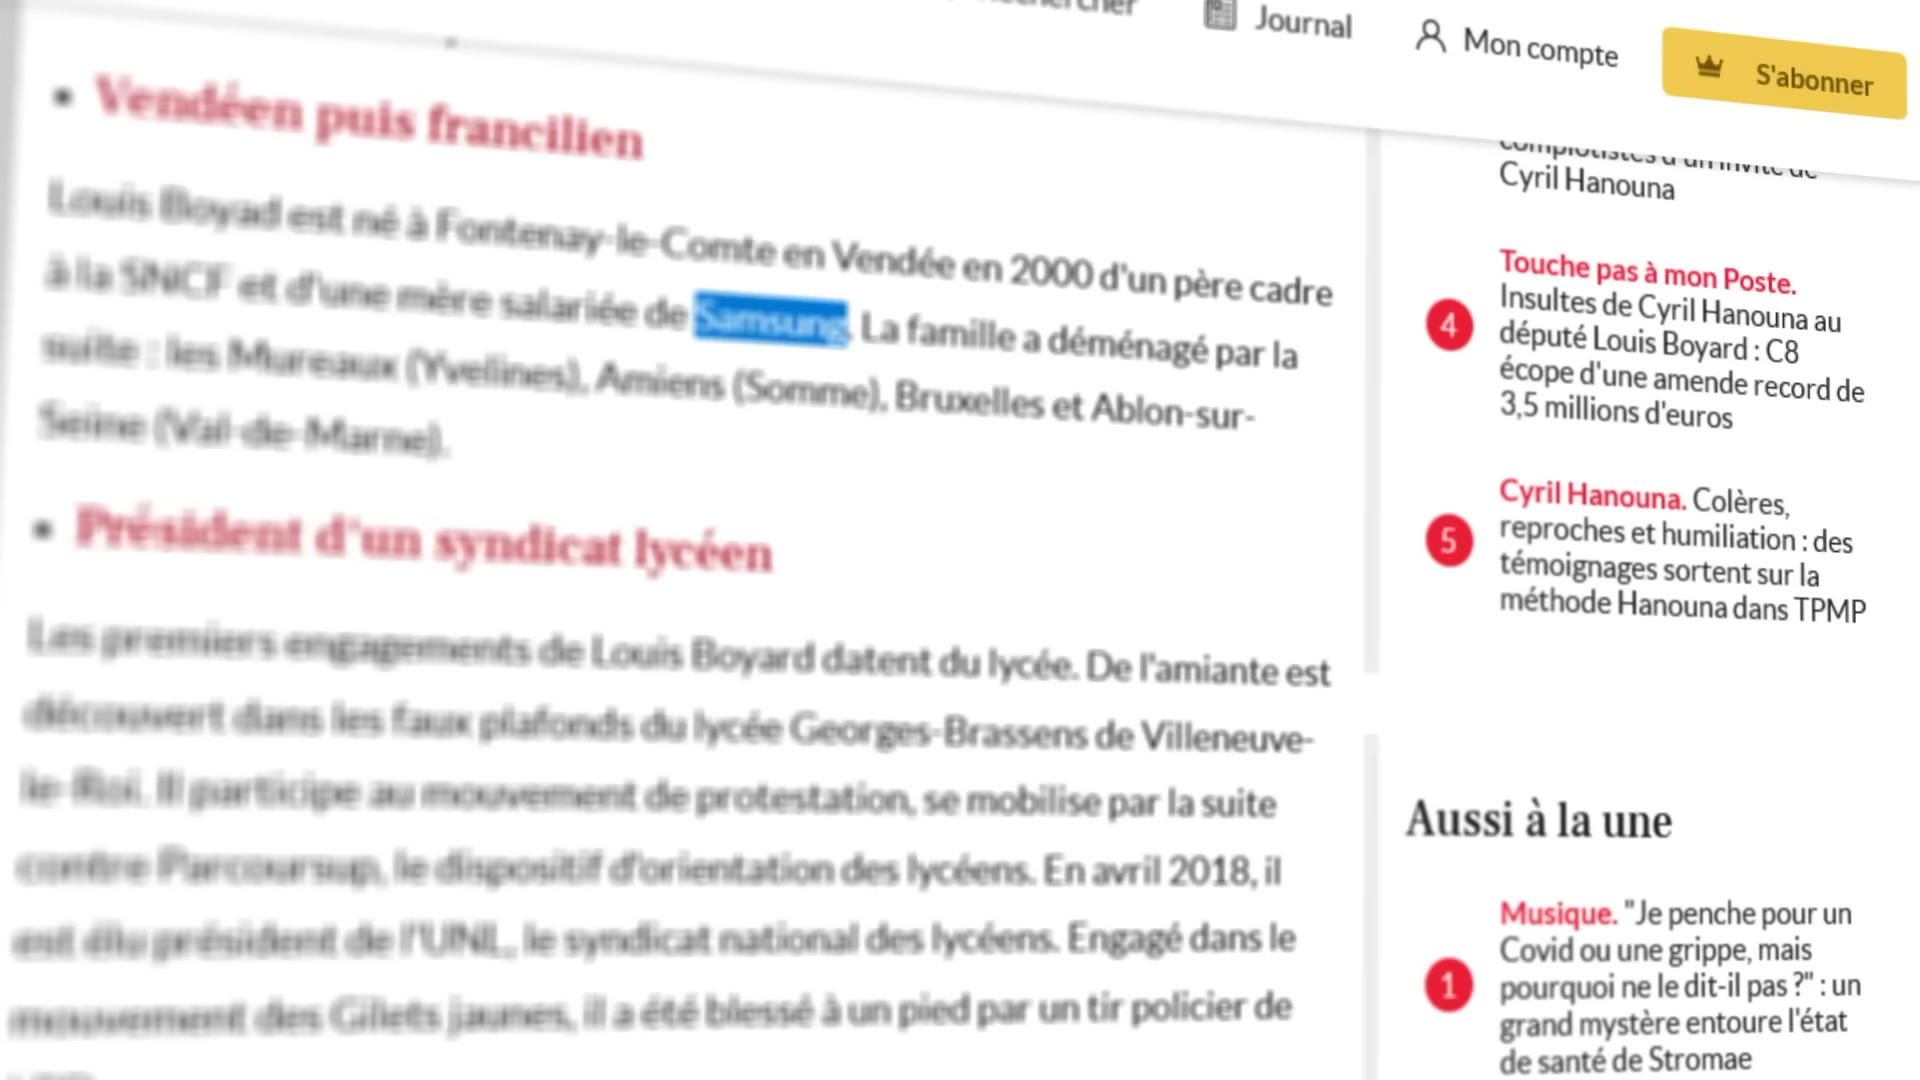 Rechercher
Journal
Mon compte
S'abonner
Vendéen puis francilien
Louis Boyad est né à Fontenay-le-Comte en Vendée en 2000 d'un père cadre
à la SNCF et d'une mère salariée de Samsung. La famille a déménagé par la
suite : les Mureaux (Yvelines), Amiens (Somme), Bruxelles et Ablon-sur-
Seine (Val-de-Marne).
Président d'un syndicat lycéen
Les premiers engagements de Louis Boyard datent du lycée. De l'amiante est
découvert dans les faux plafonds du lycée Georges-Brassens de Villeneuve-
le-Roi. Il participe au mouvement de protestation, se mobilise par la suite
contre Parcoursup, le dispositif d'orientation des lycéens. En avril 2018, il
est élu président de l'UNL, le syndicat national des lycéens. Engagé dans le
mouvement des Gilets jaunes, il a été blessé à un pied par un tir policier de
complotistes d'un invité de
Cyril Hanouna
4
Touche pas à mon Poste.
Insultes de Cyril Hanouna au
député Louis Boyard : C8
écope d'une amende record de
3,5 millions d'euros
5
Cyril Hanouna. Colères,
reproches et humiliation : des
témoignages sortent sur la
méthode Hanouna dans TPMP
Aussi à la une
1
Musique. "Je penche pour un
Covid ou une grippe, mais
pourquoi ne le dit-il pas ?" : un
grand mystère entoure l'état
de santé de Stromae